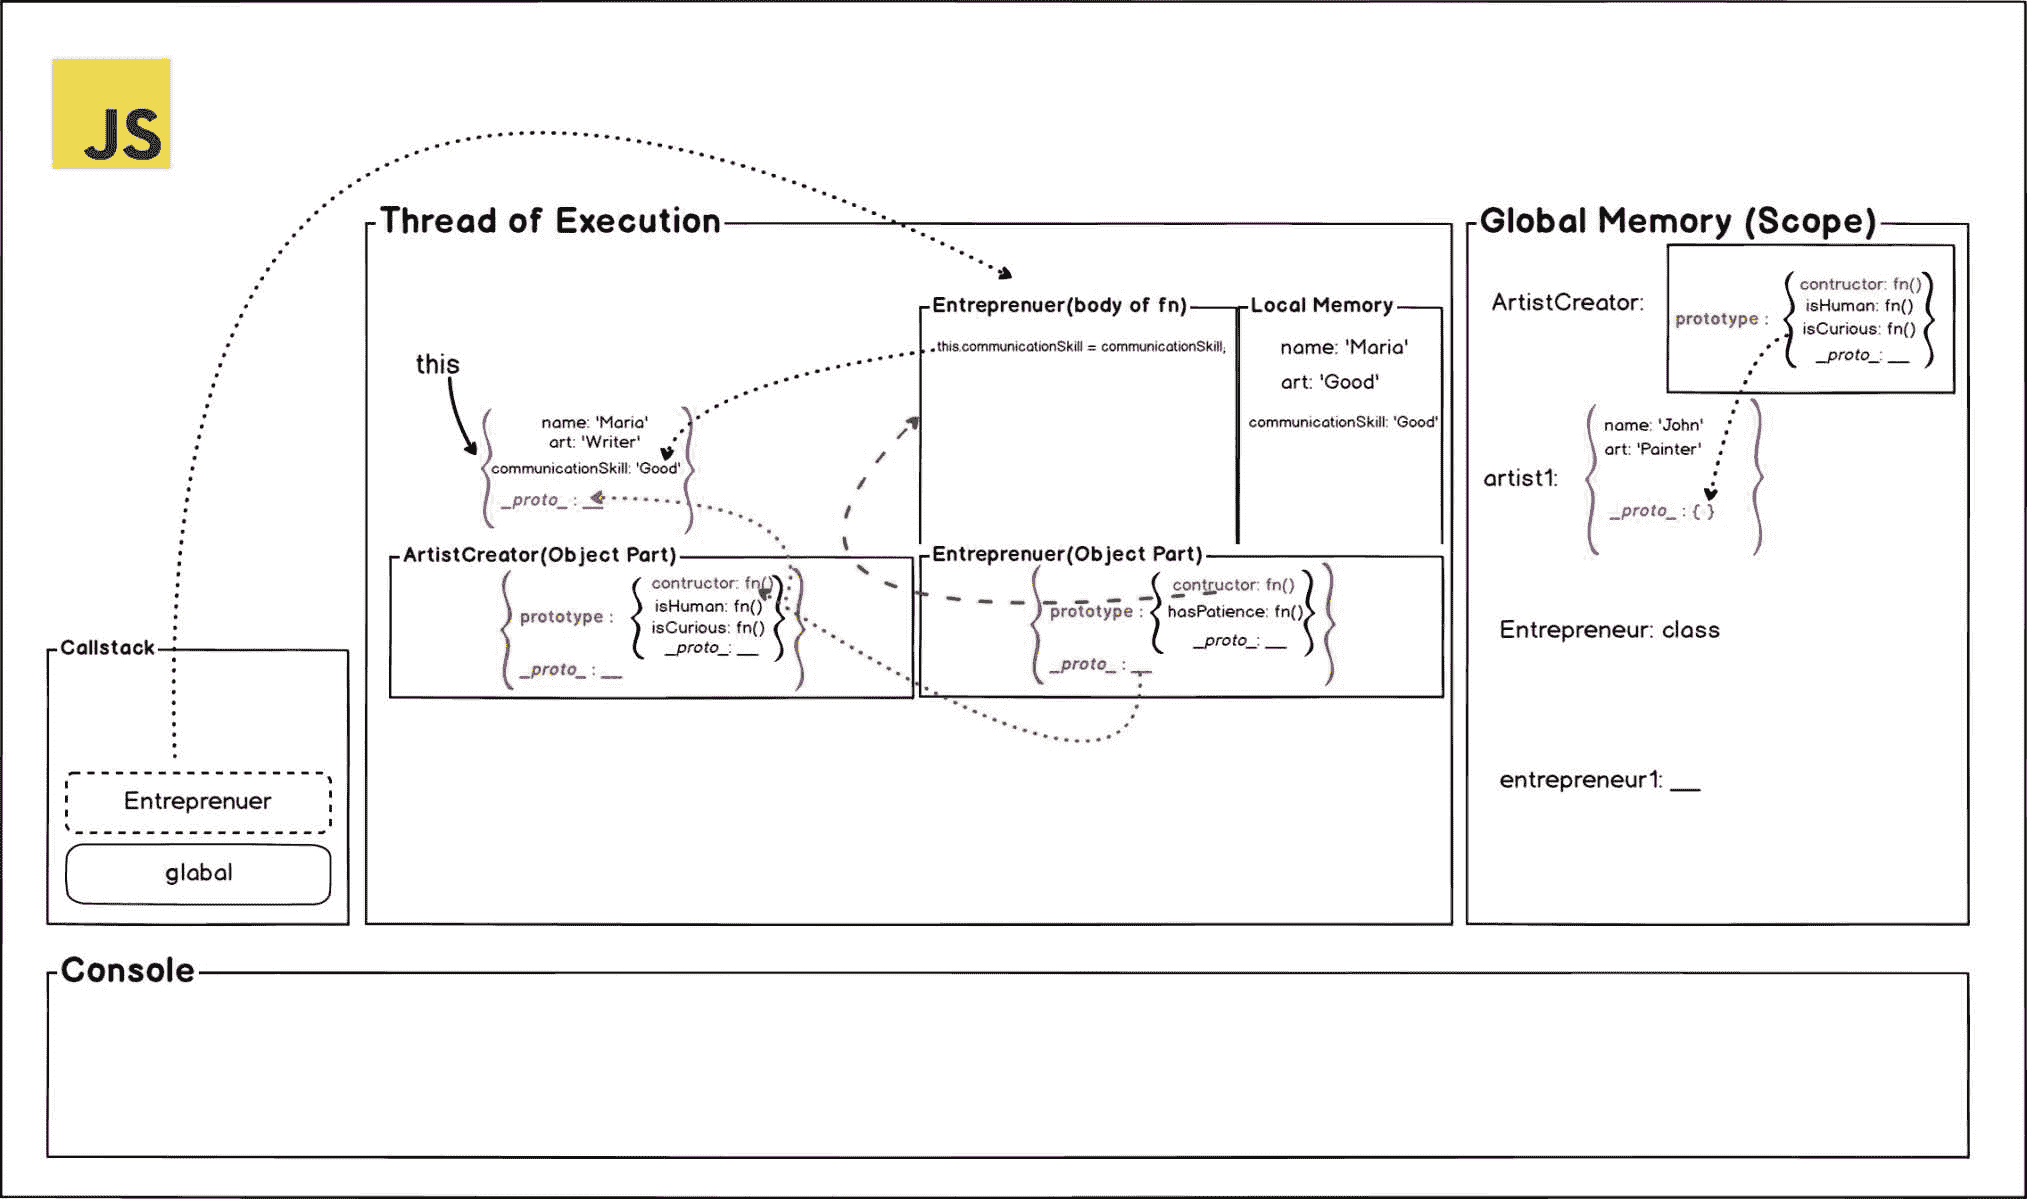 JS
Thread of Execution
this
name: 'Maria'
art: 'Writer'
communicationSkill: 'Good'
_proto_ : __
Entreprenuer(body of fn)
this.communicationSkill = communicationSkill;
Local Memory
name: 'Maria'
art: 'Good'
communicationSkill: 'Good'
ArtistCreator(Object Part)
prototype :
contructor: fn()
isHuman: fn()
isCurious: fn()
_proto_: __
_proto_ : __
Entreprenuer(Object Part)
prototype :
contructor: fn()
hasPatience: fn()
_proto_: __
_proto_ : __
Global Memory (Scope)
ArtistCreator:
prototype :
contructor: fn()
isHuman: fn()
isCurious: fn()
_proto_: __
artist1:
name: 'John'
art: 'Painter'
_proto_ : { }
Entrepreneur: class
entrepreneur1: __
Callstack
Entreprenuer
glabal
Console